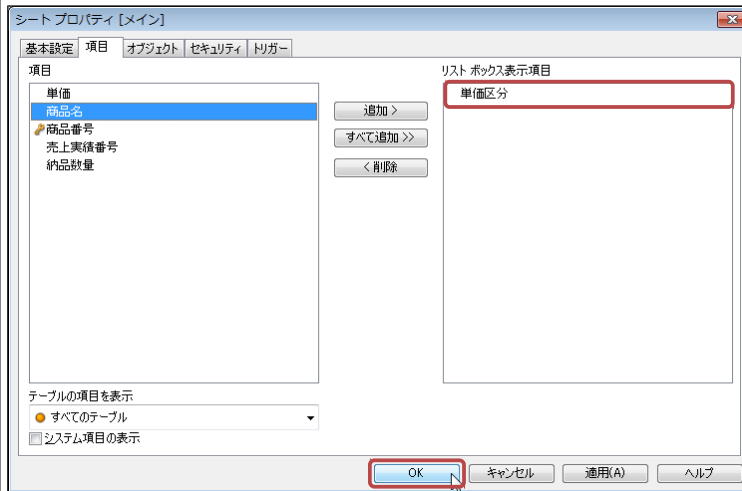 シート プロパティ [メイン]
基本設定 項目 オブジェクト セキュリティ トリガー
項目
単価
商品名
商品番号
売上実績番号
納品数量
追加 >
すべて追加 >>
< 削除
リスト ボックス表示項目
単価区分
テーブルの項目を表示
すべてのテーブル
システム項目の表示
OK キャンセル 適用(A) ヘルプ